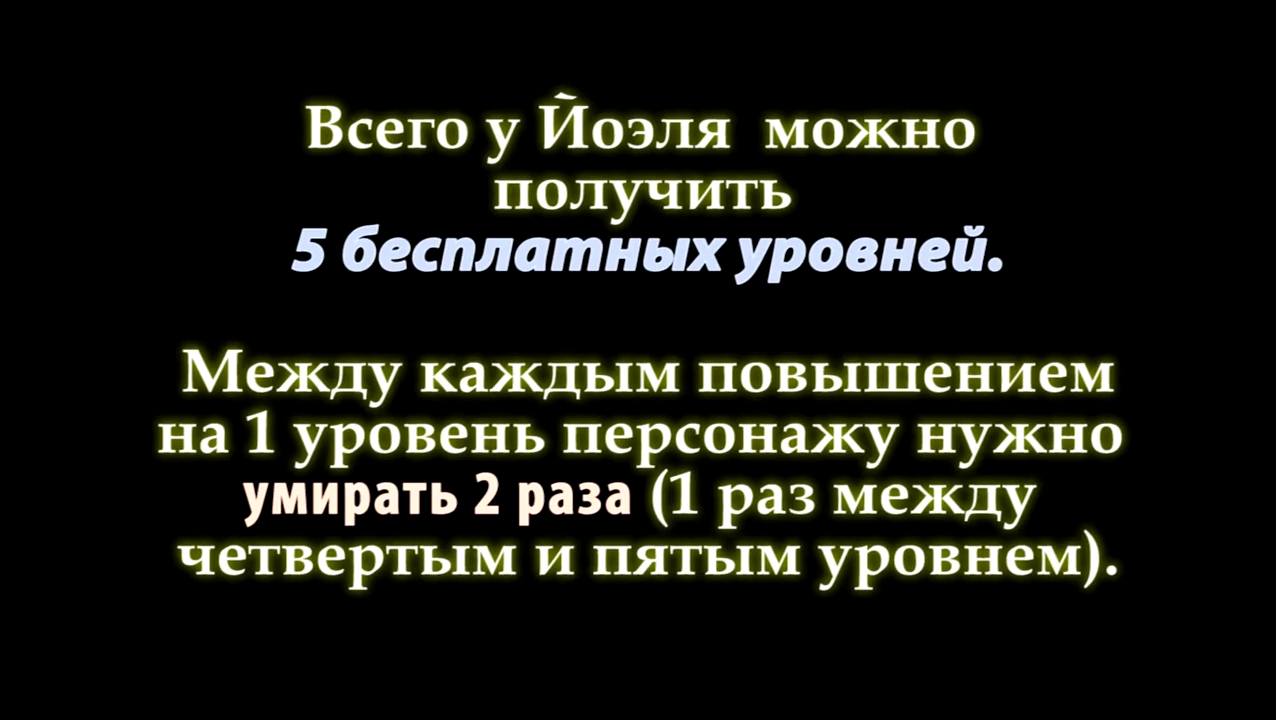 Всего у Йоэля можно
получить
5 бесплатных уровней.
Между каждым повышением
на 1 уровень персонажу нужно
умирать 2 раза (1 раз между
четвертым и пятым уровнем).